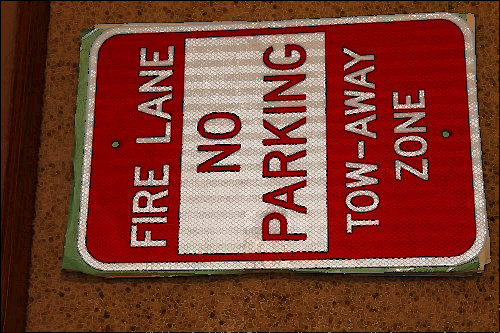 FIRE LANE
NO
PARKING
TOW-AWAY
ZONE